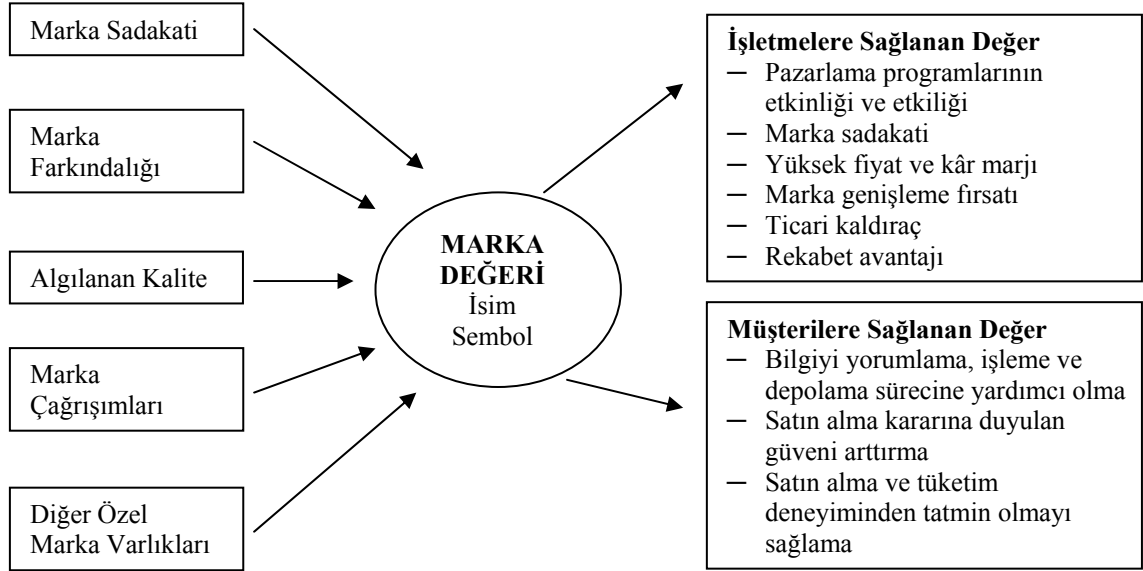 Marka Sadakati
Marka
Farkındalığı
Algılanan Kalite
Marka
Çağrışımları
Diğer Özel
Marka Varlıkları
MARKA
DEĞERİ
İsim
Sembol
İşletmelere Sağlanan Değer
─ Pazarlama programlarının
etkinliği ve etkiliği
─ Marka sadakati
─ Yüksek fiyat ve kâr marjı
─ Marka genişleme fırsatı
─ Ticari kaldıraç
─ Rekabet avantajı
Müşterilere Sağlanan Değer
─ Bilgiyi yorumlama, işleme ve
depolama sürecine yardımcı olma
─ Satın alma kararına duyulan
güveni arttırma
─ Satın alma ve tüketim
deneyiminden tatmin olmayı
sağlama